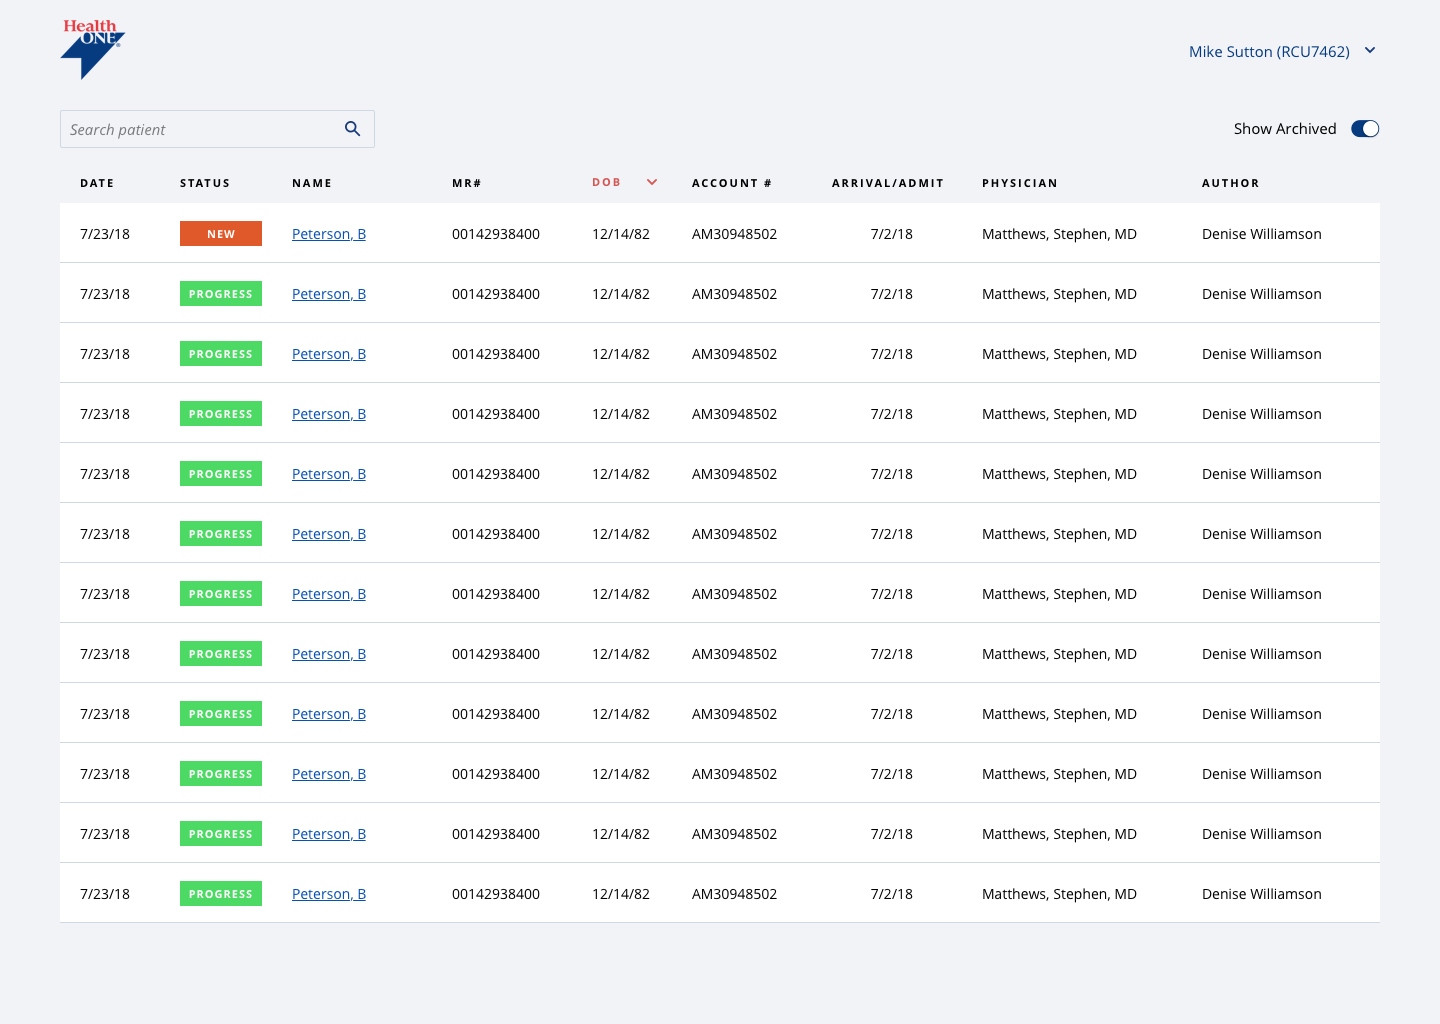 Health
ONE®
Mike Sutton (RCU7462)
Search patient
Show Archived
DATE STATUS NAME MR# DOB ACCOUNT # ARRIVAL/ADMIT PHYSICIAN AUTHOR
7/23/18 NEW Peterson, B 00142938400 12/14/82 AM30948502 7/2/18 Matthews, Stephen, MD Denise Williamson
7/23/18 PROGRESS Peterson, B 00142938400 12/14/82 AM30948502 7/2/18 Matthews, Stephen, MD Denise Williamson
7/23/18 PROGRESS Peterson, B 00142938400 12/14/82 AM30948502 7/2/18 Matthews, Stephen, MD Denise Williamson
7/23/18 PROGRESS Peterson, B 00142938400 12/14/82 AM30948502 7/2/18 Matthews, Stephen, MD Denise Williamson
7/23/18 PROGRESS Peterson, B 00142938400 12/14/82 AM30948502 7/2/18 Matthews, Stephen, MD Denise Williamson
7/23/18 PROGRESS Peterson, B 00142938400 12/14/82 AM30948502 7/2/18 Matthews, Stephen, MD Denise Williamson
7/23/18 PROGRESS Peterson, B 00142938400 12/14/82 AM30948502 7/2/18 Matthews, Stephen, MD Denise Williamson
7/23/18 PROGRESS Peterson, B 00142938400 12/14/82 AM30948502 7/2/18 Matthews, Stephen, MD Denise Williamson
7/23/18 PROGRESS Peterson, B 00142938400 12/14/82 AM30948502 7/2/18 Matthews, Stephen, MD Denise Williamson
7/23/18 PROGRESS Peterson, B 00142938400 12/14/82 AM30948502 7/2/18 Matthews, Stephen, MD Denise Williamson
7/23/18 PROGRESS Peterson, B 00142938400 12/14/82 AM30948502 7/2/18 Matthews, Stephen, MD Denise Williamson
7/23/18 PROGRESS Peterson, B 00142938400 12/14/82 AM30948502 7/2/18 Matthews, Stephen, MD Denise Williamson